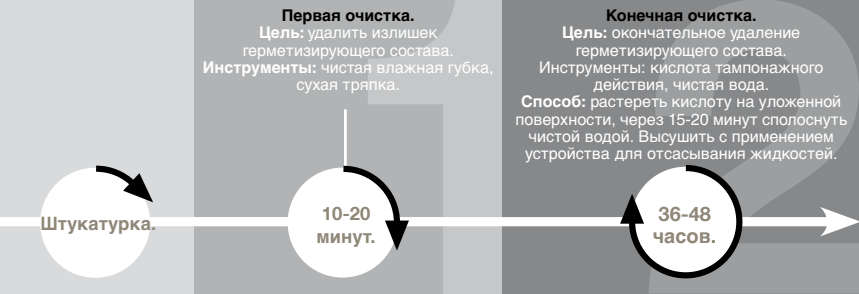 Первая очистка.
Цель: удалить излишек
герметизирующего состава.
Инструменты: чистая влажная губка,
сухая тряпка.
Конечная очистка.
Цель: окончательное удаление
герметизирующего состава.
Инструменты: кислота тампонажного
действия, чистая вода.
Способ: растереть кислоту на уложенной
поверхности, через 15-20 минут сполоснуть
чистой водой. Высушить с применением
устройства для отсасывания жидкостей.
Штукатурка.
10-20
минут.
36-48
часов.
1
2